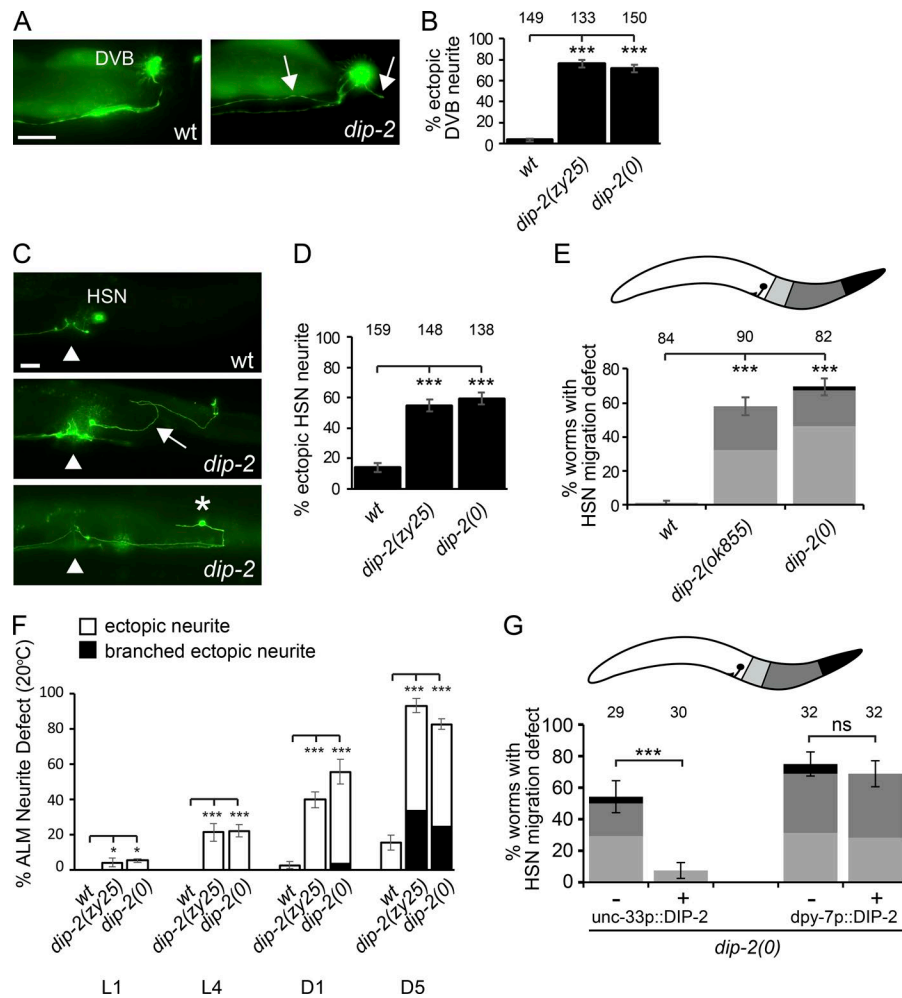 A
DVB
wt
dip-2
B
149 133 150
*** ***
% ectopic
DVB neurite
100
80
60
40
20
0
wt
dip-2(zy25)
dip-2(0)
C
HSN
wt
dip-2
*
dip-2
D
159 148 138
*** ***
% ectopic HSN neurite
100
80
60
40
20
0
wt
dip-2(zy25)
dip-2(0)
E
84 90 82
*** ***
% worms with
HSN migration defect
80
60
40
20
0
wt
dip-2(ok855)
dip-2(0)
F
ectopic neurite
branched ectopic neurite
% ALM Neurite Defect (20°C)
100
80
60
40
20
0
* *
*** ***
*** ***
*** ***
wt
dip-2(zy25)
dip-2(0)
wt
dip-2(zy25)
dip-2(0)
wt
dip-2(zy25)
dip-2(0)
wt
dip-2(zy25)
dip-2(0)
L1 L4 D1 D5
G
29 30 32 32
*** ns
% worms with
HSN migration defect
100
80
60
40
20
0
- + - +
unc-33p::DIP-2 dpy-7p::DIP-2
dip-2(0)